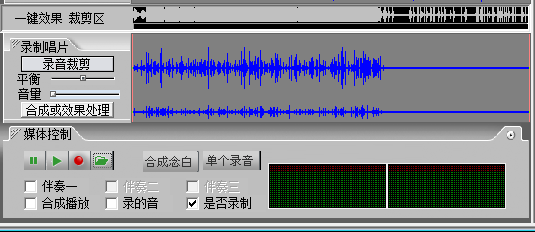 一键效果 裁剪区
录制唱片
录音裁剪
平衡
音量
合成或效果处理
媒体控制
合成念白 单个录音
伴奏一 伴奏二 伴奏三
合成播放 录的音 是否录制